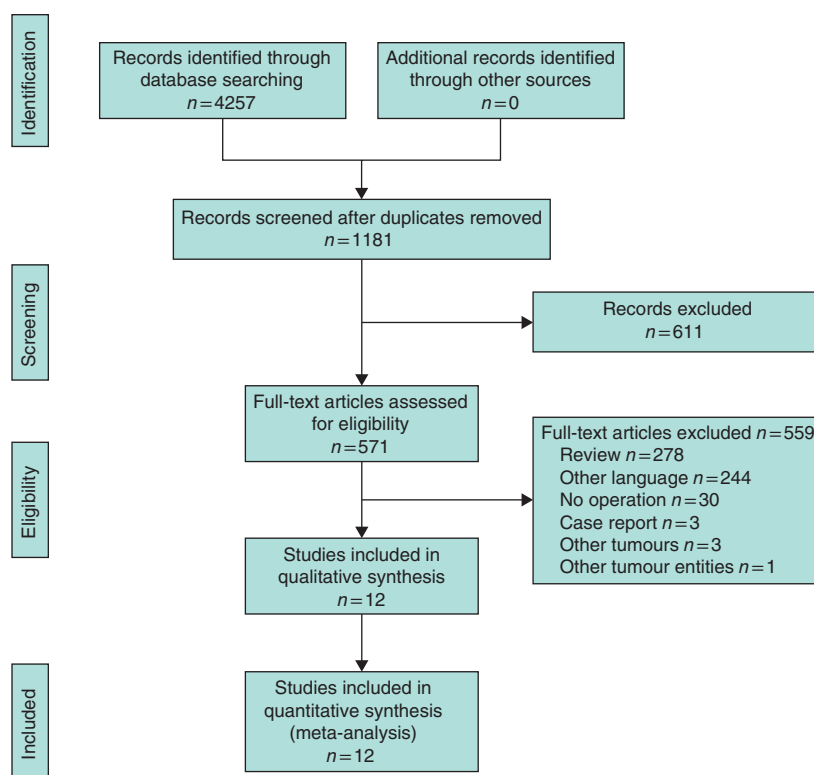 Identification
Records identified through
database searching
n=4257
Additional records identified
through other sources
n=0
Records screened after duplicates removed
n=1181
Screening
Records excluded
n=611
Full-text articles assessed
for eligibility
n=571
Eligibility
Full-text articles excluded n=559
Review n=278
Other language n=244
No operation n=30
Case report n=3
Other tumours n=3
Other tumour entities n=1
Studies included in
qualitative synthesis
n=12
Included
Studies included in
quantitative synthesis
(meta-analysis)
n=12